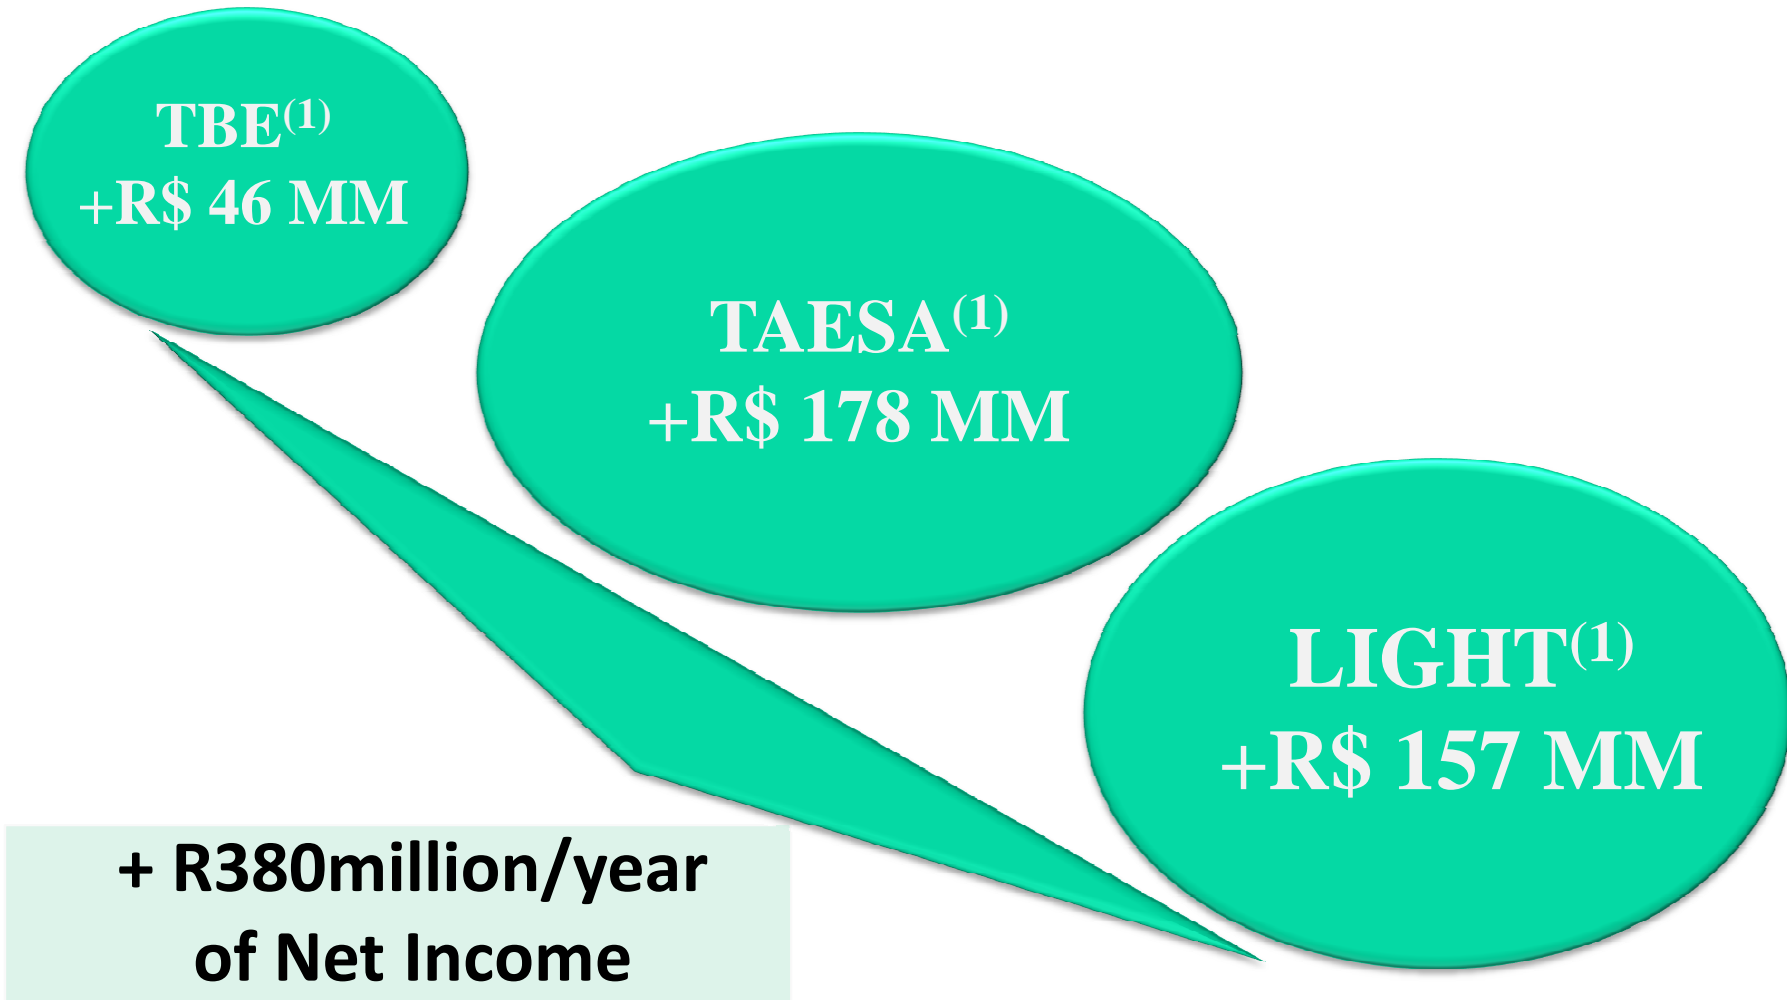 TBE(1)
+R$ 46 MM
TAESA(1)
+R$ 178 MM
LIGHT(1)
+R$ 157 MM
+ R380million/year
of Net Income